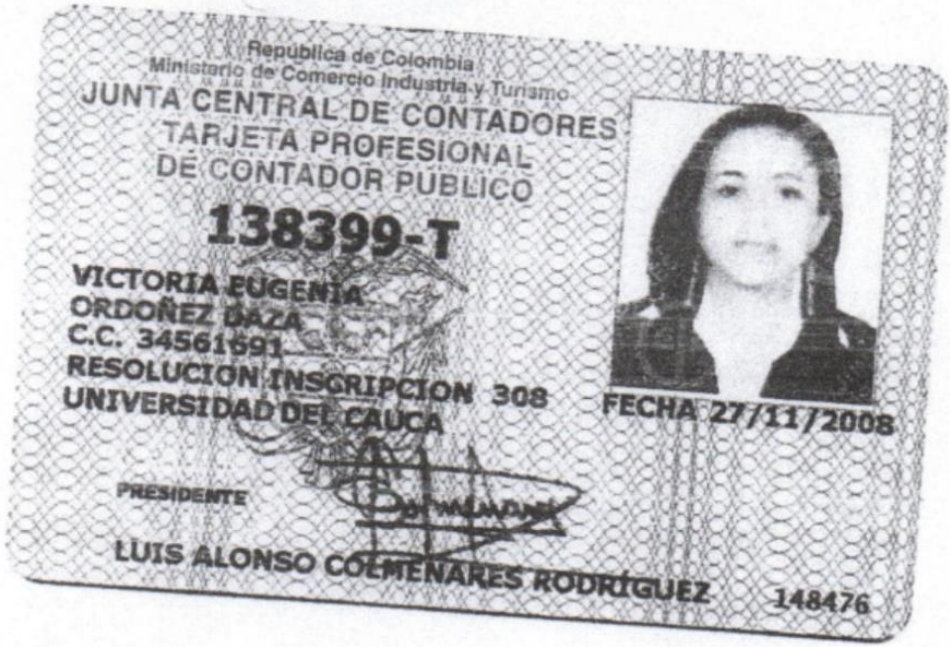 República de Colombia
Ministerio de Comercio Industria y Turismo
JUNTA CENTRAL DE CONTADORES
TARJETA PROFESIONAL
DE CONTADOR PUBLICO
138399-T
VICTORIA EUGENIA
ORDOÑEZ DAZA
C.C. 34561691
RESOLUCION INSCRIPCION 308
UNIVERSIDAD DEL CAUCA
FECHA 27/11/2008
PRESIDENTE
LUIS ALONSO COLMENARES RODRÍGUEZ
148476